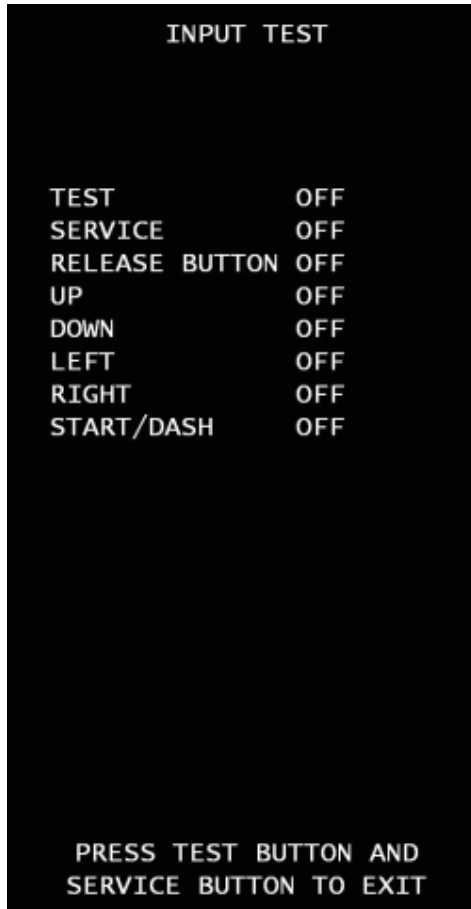 INPUT TEST
TEST OFF
SERVICE OFF
RELEASE BUTTON OFF
UP OFF
DOWN OFF
LEFT OFF
RIGHT OFF
START/DASH OFF
PRESS TEST BUTTON AND
SERVICE BUTTON TO EXIT